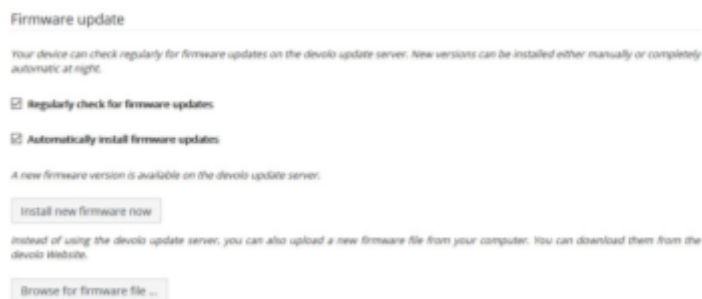 Firmware update
Your device can check regularly for firmware updates on the devolo update server. New versions can be installed either manually or completely
automatic at night.
Regularly check for firmware updates
Automatically install firmware updates
A new firmware version is available on the devolo update server.
Install new firmware now
Instead of using the devolo update server, you can also upload a new firmware file from your computer. You can download them from the
devolo Website.
Browse for firmware file ...